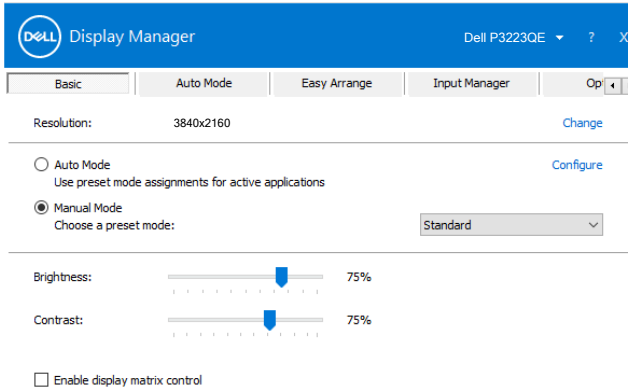 DELL Display Manager Dell P3223QE ? X
Basic Auto Mode Easy Arrange Input Manager Op
Resolution: 3840x2160 Change
Auto Mode Configure
Use preset mode assignments for active applications
Manual Mode
Choose a preset mode: Standard
Brightness: 75%
Contrast: 75%
Enable display matrix control